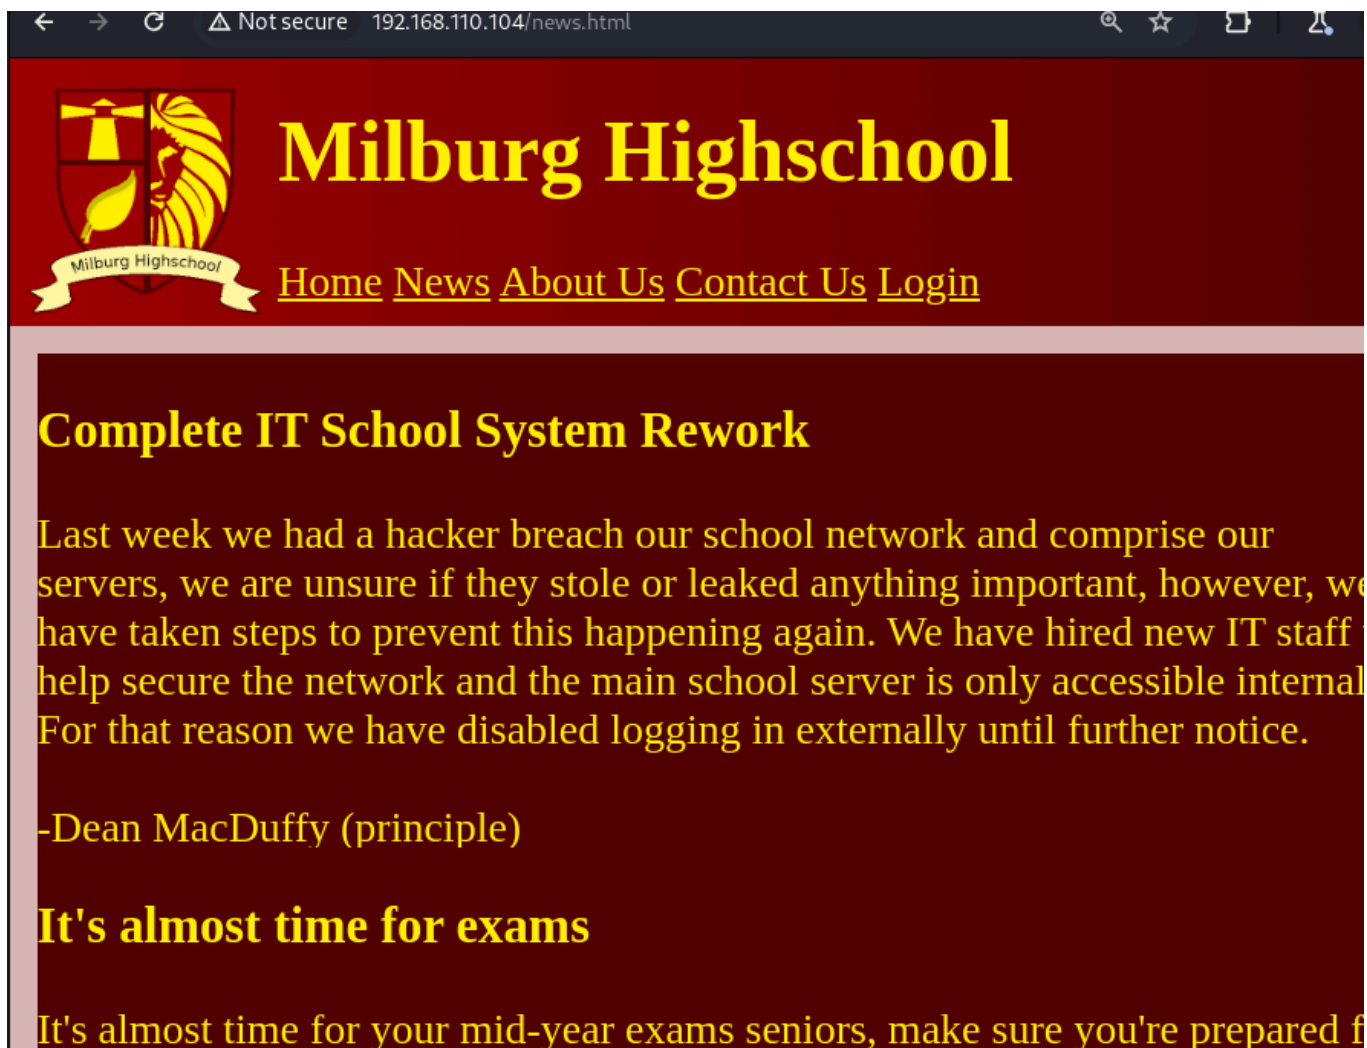 Not secure 192.168.110.104/news.html
Milburg Highschool
Milburg Highschool
Home News About Us Contact Us Login
Complete IT School System Rework
Last week we had a hacker breach our school network and comprise our
servers, we are unsure if they stole or leaked anything important, however, we
have taken steps to prevent this happening again. We have hired new IT staff
help secure the network and the main school server is only accessible internal
For that reason we have disabled logging in externally until further notice.
-Dean MacDuffy (principle)
It's almost time for exams
It's almost time for your mid-year exams seniors, make sure you're prepared f